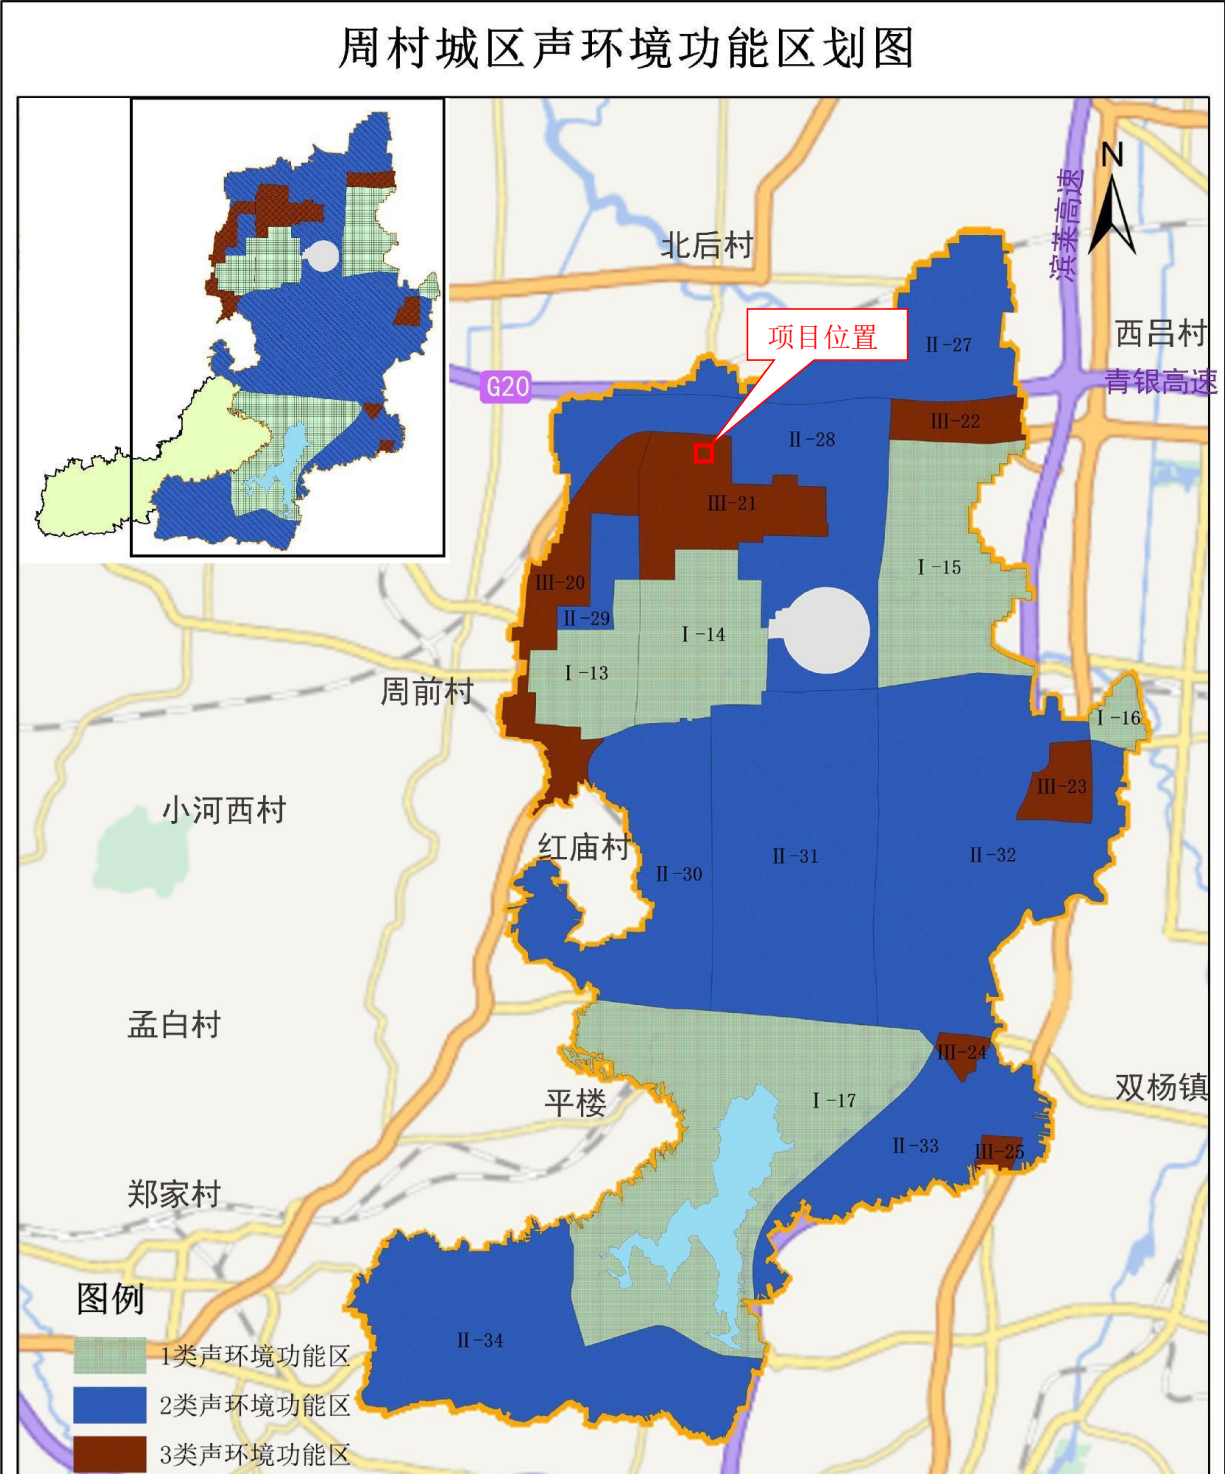 周村城区声环境功能区划图
N
滨莱高速
北后村
项目位置
II-27
西吕村
青银高速
G20
III-22
II-28
III-21
I-15
III-20
II-29
I-14
I-13
周前村
I-16
III-23
小河西村
红庙村
II-30
II-31
II-32
孟白村
III-24
双杨镇
平楼
I-17
II-33
III-25
郑家村
图例
II-34
1类声环境功能区
2类声环境功能区
3类声环境功能区